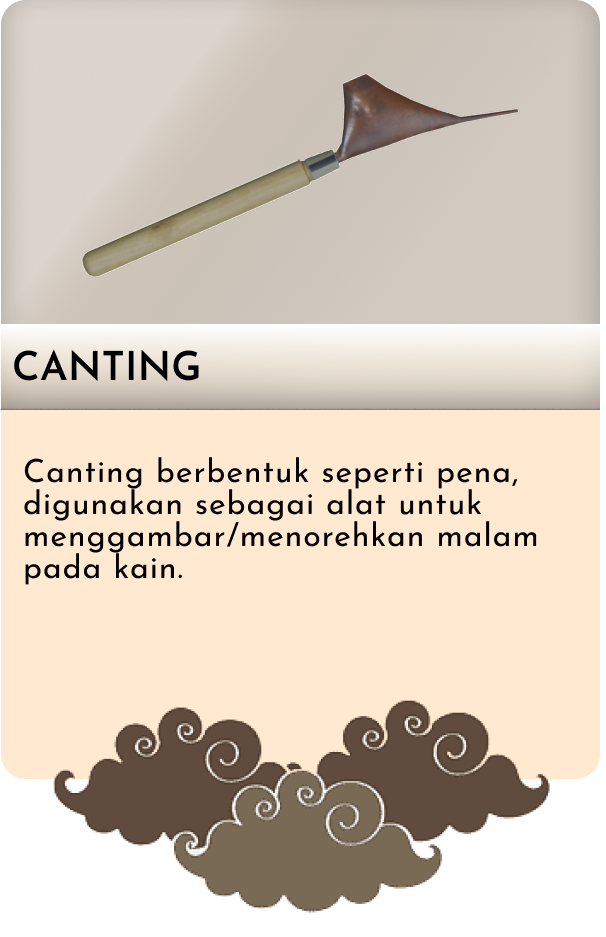 CANTING
Canting berbentuk seperti pena,
digunakan sebagai alat untuk
menggambar/menorehkan malam
pada kain.